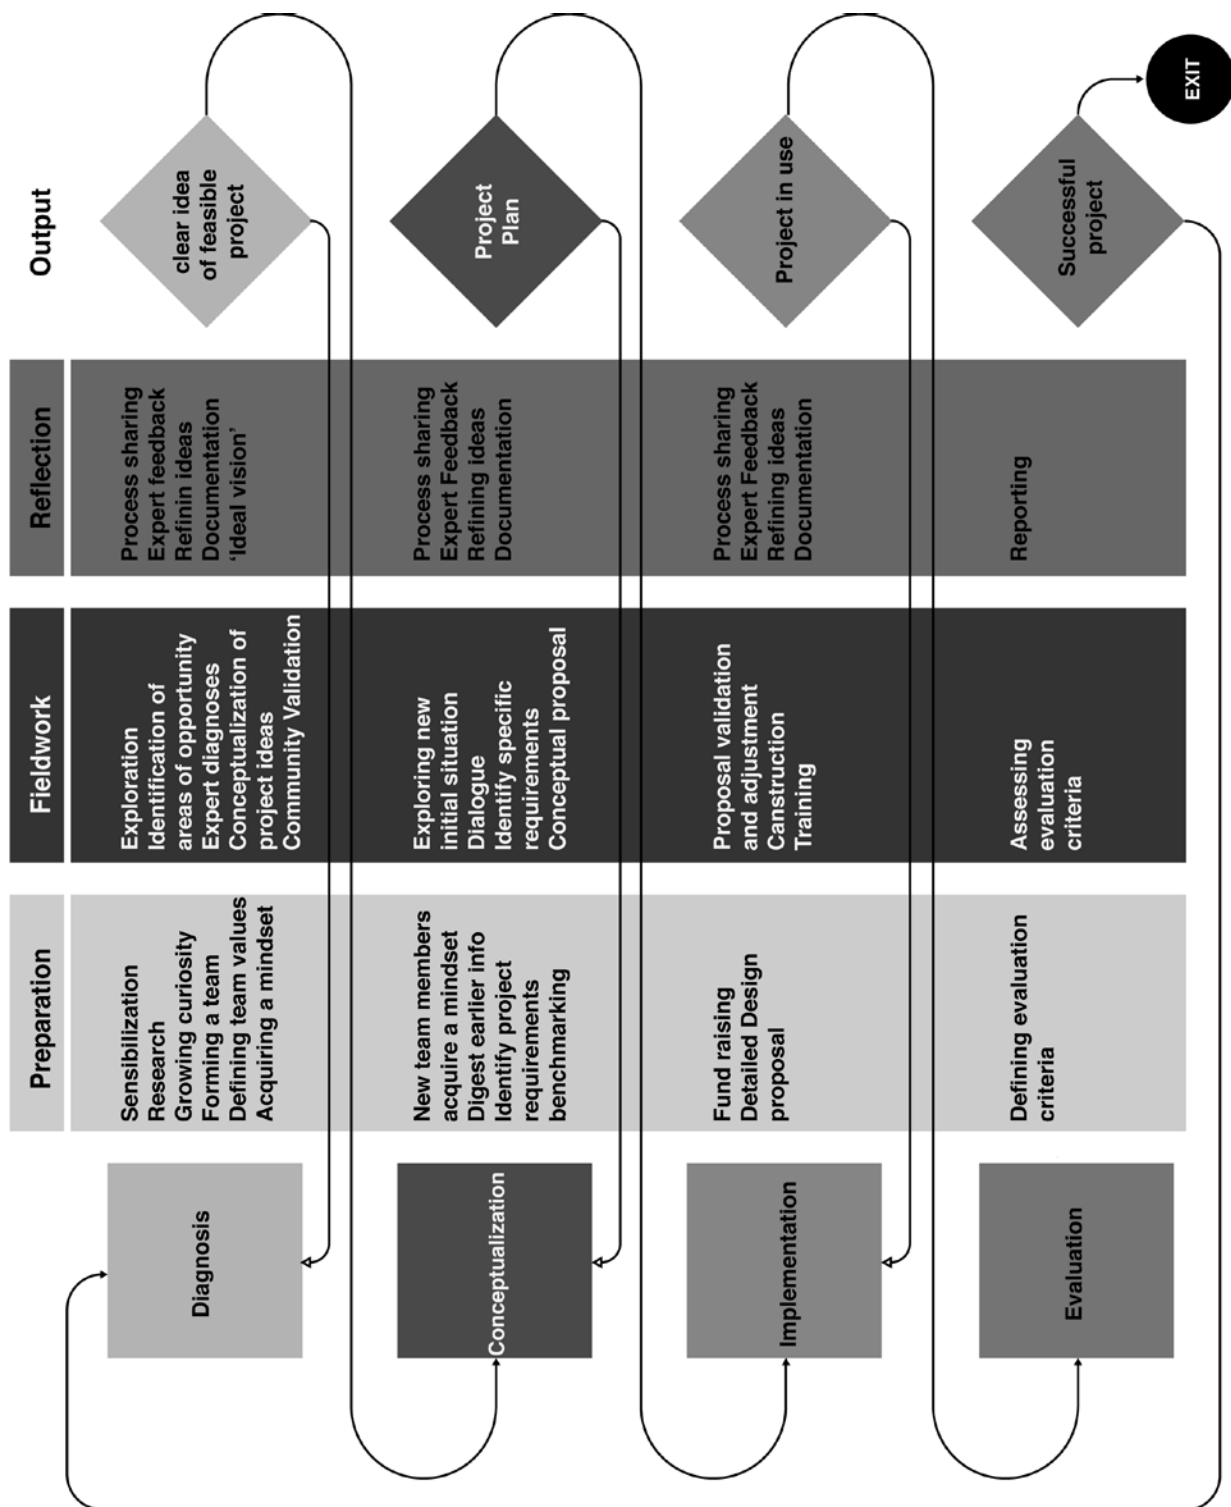 Preparation
Fieldwork
Reflection
Output
Diagnosis
Sensibilization
Research
Growing curiosity
Forming a team
Defining team values
Acquiring a mindset
Exploration
Identification of
areas of opportunity
Expert diagnoses
Conceptualization of
project ideas
Community Validation
Process sharing
Expert feedback
Refinin ideas
Documentation
‘Ideal vision’
clear idea
of feasible
project
Conceptualization
New team members
acquire a mindset
Digest earlier info
Identify project
requirements
benchmarking
Exploring new
initial situation
Dialogue
Identify specific
requirements
Conceptual proposal
Process sharing
Expert Feedback
Refining ideas
Documentation
Project
Plan
Implementation
Fund raising
Detailed Design
proposal
Proposal validation
and adjustment
Canstruction
Training
Process sharing
Expert Feedback
Refining ideas
Documentation
Project in use
Evaluation
Defining evaluation
criteria
Assessing
evaluation
criteria
Reporting
Successful
project
EXIT